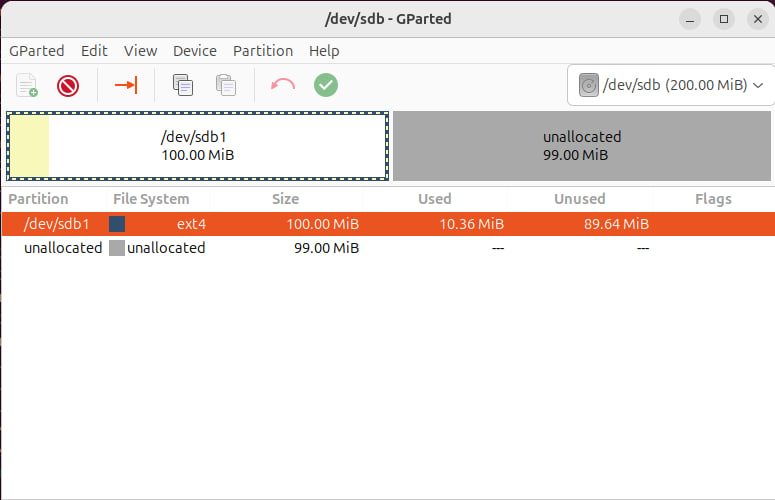 /dev/sdb - GParted
GParted Edit View Device Partition Help
/dev/sdb (200.00 MiB)
/dev/sdb1
100.00 MiB
unallocated
99.00 MiB
Partition File System Size Used Unused Flags
/dev/sdb1 ext4 100.00 MiB 10.36 MiB 89.64 MiB
unallocated unallocated 99.00 MiB --- ---